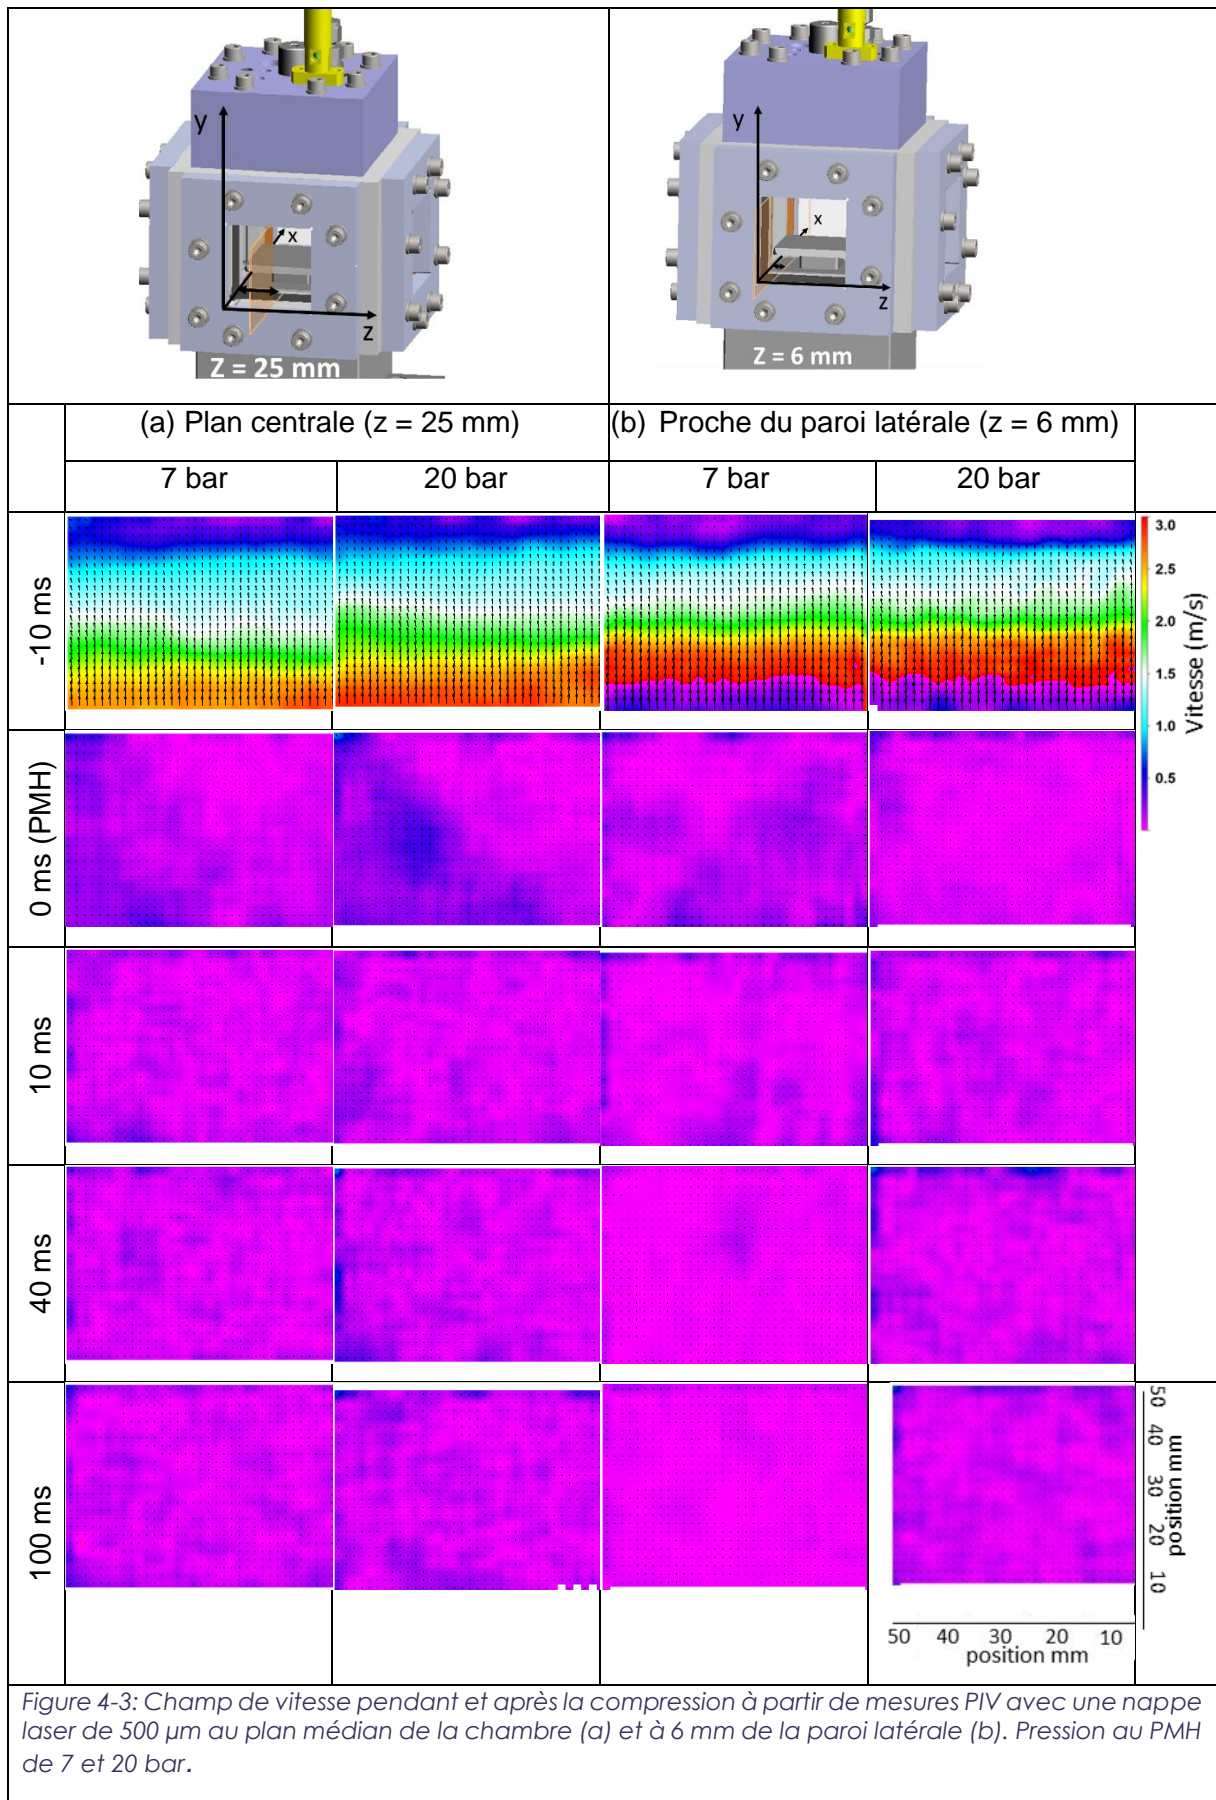 y
x
z
Z = 25 mm
y
x
z
Z = 6 mm
(a) Plan centrale (z = 25 mm)
(b) Proche du paroi latérale (z = 6 mm)
7 bar
20 bar
7 bar
20 bar
-10 ms
3.0
2.5
2.0
1.5
1.0
0.5
Vitesse (m/s)
0 ms (PMH)
10 ms
40 ms
100 ms
50
40
30
20
10
position mm
50 40 30 20 10
position mm
Figure 4-3: Champ de vitesse pendant et après la compression à partir de mesures PIV avec une nappe
laser de 500 µm au plan médian de la chambre (a) et à 6 mm de la paroi latérale (b). Pression au PMH
de 7 et 20 bar.